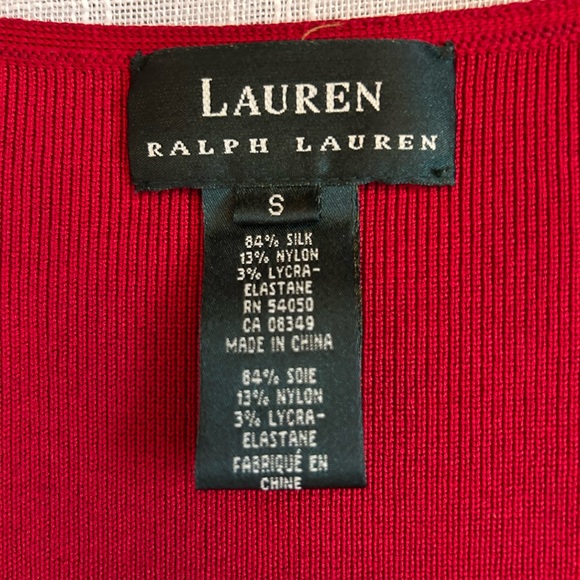 LAUREN
RALPH LAUREN
S
84% SILK
13% NYLON
3% LYCRA-
ELASTANE
RN 54050
CA 08349
MADE IN CHINA
84% SOIE
13% NYLON
3% LYCRA-
ELASTANE
FABRIQUÉ EN
CHINE